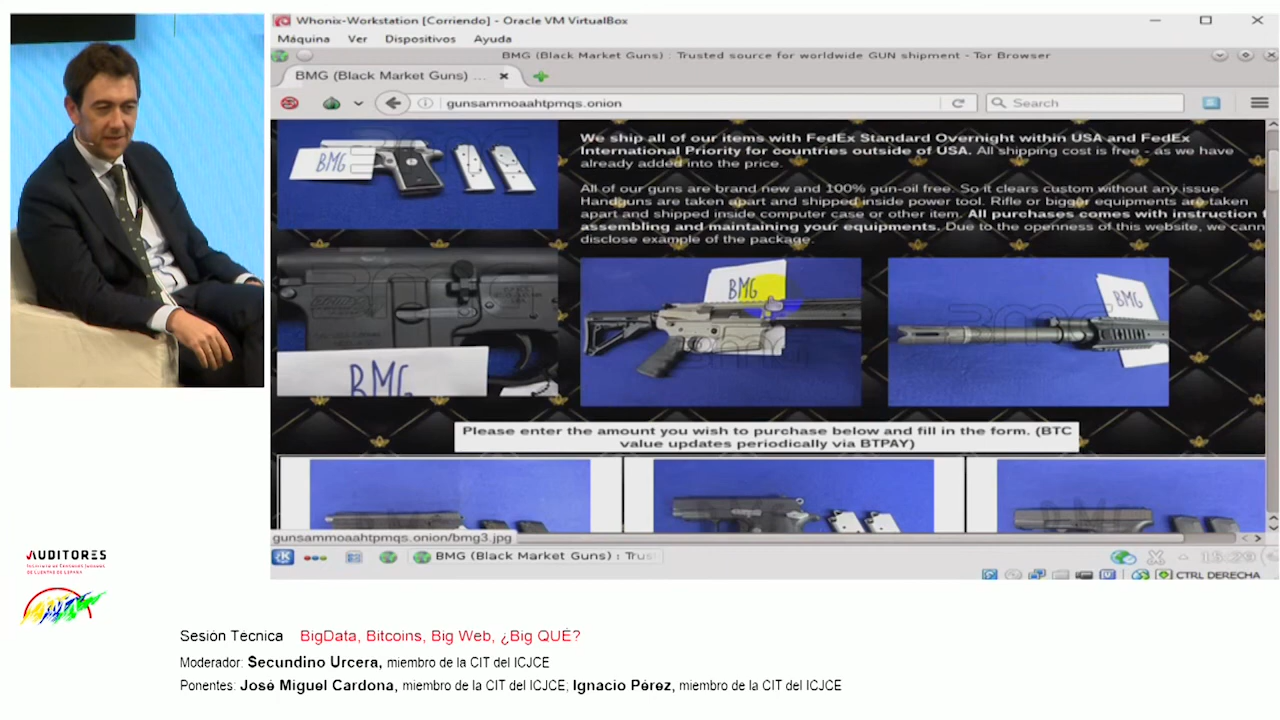 Whonix-Workstation [Corriendo] - Oracle VM VirtualBox
Máquina Ver Dispositivos Ayuda
BMG (Black Market Guns) : Trusted source for worldwide GUN shipment - Tor Browser
BMG (Black Market Guns) ...
gunsammoaahtpmqs.onion
Search
We ship all of our items with FedEx Standard Overnight within USA and FedEx
International Priority for countries outside of USA. All shipping cost is free - as we have
already added into the price.
All of our guns are brand new and 100% gun-oil free. So it clears custom without any issue.
Handguns are taken apart and shipped inside power tool. Rifle or bigger equipments are taken
apart and shipped inside computer case or other item. All purchases comes with instruction
assembling and maintaining your equipments. Due to the openness of this website, we cann
disclose example of the package.
BMG
BMG
BMG
BMG
Please enter the amount you wish to purchase below and fill in the form. (BTC
value updates periodically via BTPAY)
gunsammoaahtpmqs.onion/bmg3.jpg
BMG (Black Market Guns) : Trus
15:29
CTRL DERECHA
AUDITORES
Sesión Técnica BigData, Bitcoins, Big Web, ¿Big QUÉ?
Moderador: Secundino Urcera, miembro de la CIT del ICJCE
Ponentes: José Miguel Cardona, miembro de la CIT del ICJCE; Ignacio Pérez, miembro de la CIT del ICJCE